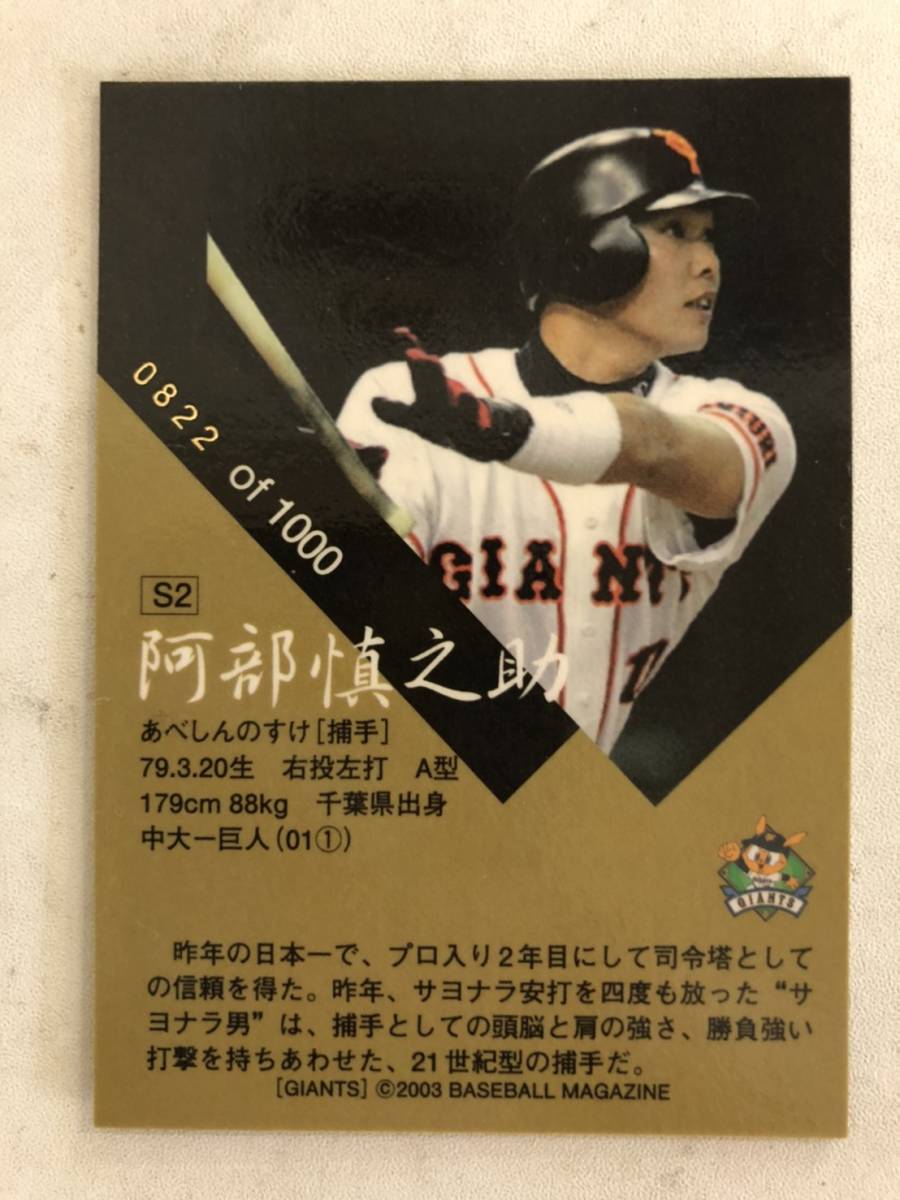 0822 of 1000
GIANT
S2
阿部慎之助
あべしんのすけ[捕手]
79.3.20生 右投左打 A型
179cm 88kg 千葉県出身
中大ー巨人(01①)
GIANTS
昨年の日本一で、プロ入り2年目にして司令塔として
の信頼を得た。昨年、サヨナラ安打を四度も放った“サ
ヨナラ男”は、捕手としての頭脳と肩の強さ、勝負強い
打撃を持ちあわせた、21世紀型の捕手だ。
[GIANTS] ©2003 BASEBALL MAGAZINE